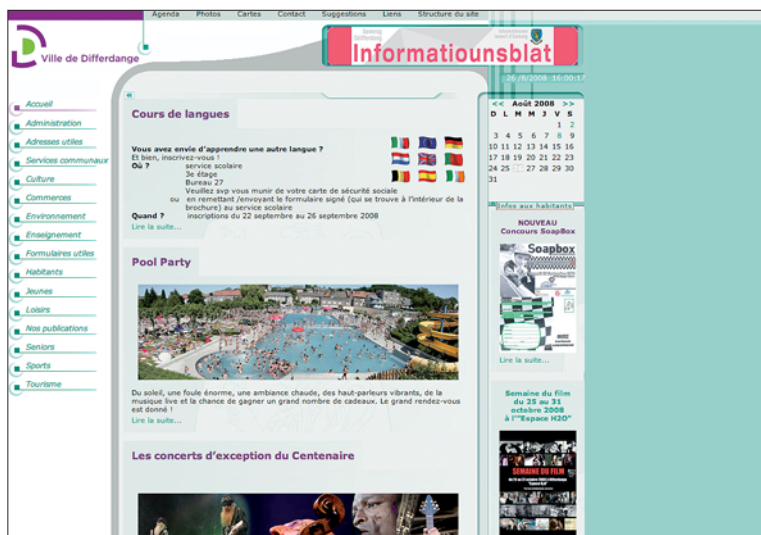 Agenda Photos Cartes Contact Suggestions Liens Structure du site
Ville de Differdange
Informatiounsblat
26 /8/2008 16:00:17
Accueil
Administration
Adresses utiles
Services communaux
Culture
Commerces
Environnement
Enseignement
Formulaires utiles
Habitants
Jeunes
Loisirs
Nos publications
Seniors
Sports
Tourisme
Cours de langues
Vous avez envie d'apprendre une autre langue ?
Et bien, inscrivez-vous !
Où ? service scolaire
3e étage
Bureau 27
Veuillez svp vous munir de votre carte de sécurité sociale
ou en remettant /envoyant le formulaire signé (qui se trouve à l'intérieur de la
brochure) au service scolaire
Quand ? inscriptions du 22 septembre au 26 septembre 2008
Lire la suite...
Pool Party
Du soleil, une foule énorme, une ambiance chaude, des haut-parleurs vibrants, de la
musique live et la chance de gagner un grand nombre de cadeaux. Le grand rendez-vous
est donné !
Lire la suite...
Les concerts d'exception du Centenaire
<< Août 2008 >>
D L M M J V S
1 2
3 4 5 6 7 8 9
10 11 12 13 14 15 16
17 18 19 20 21 22 23
24 25 26 27 28 29 30
31
Infos aux habitants
NOUVEAU
Concours SoapBox
Soapbox
Lire la suite...
Semaine du film
du 25 au 31
octobre 2008
à l'"Espace H2O"
SEMAINE DU FILM